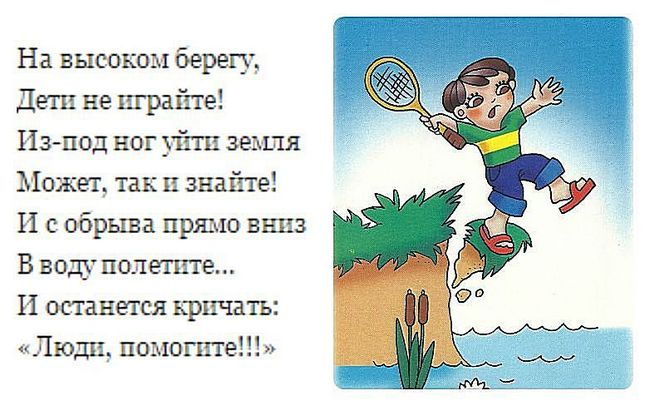 На высоком берегу,
Дети не играйте!
Из-под ног уйти земля
Может, так и знайте!
И с обрыва прямо вниз
В воду полетите...
И останется кричать:
«Люди, помогите!!!»